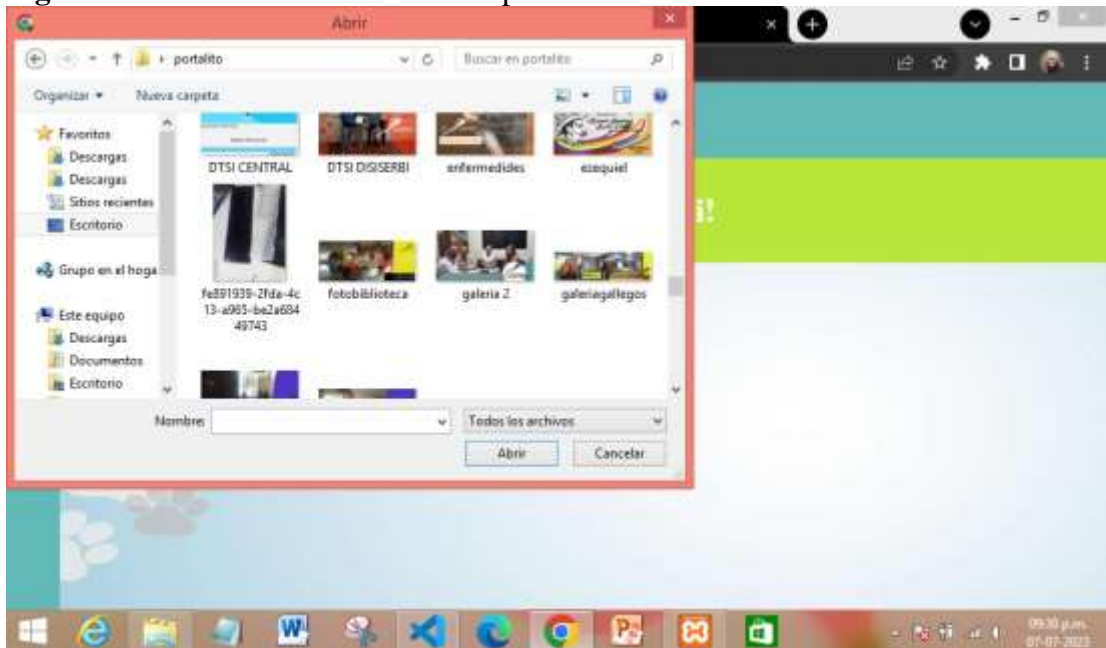 Abrir
portalito
Buscar en portalito
Organizar
Nueva carpeta
Favoritos
Descargas
Descargas
Sitios recientes
Escritorio
Grupo en el hoga
Este equipo
Descargas
Documentos
Escritorio
DTSI CENTRAL
DTSI DISISERBI
enfermedides
ezequiel
fe891939-2fda-4c
13-a965-be2a684
49743
fotobiblioteca
galeria 2
galeriagallegos
i!
Nombre:
Todos los archivos
Abrir
Cancelar
09:30 p.m.
07-07-2023